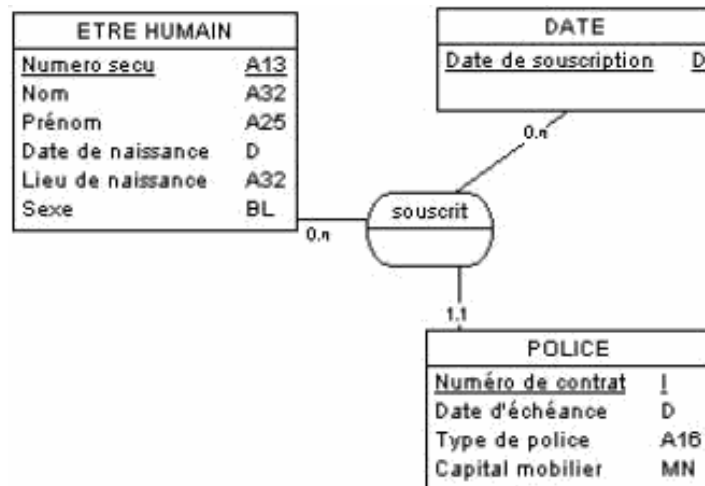 ETRE HUMAIN
Numero secu A13
Nom A32
Prénom A25
Date de naissance D
Lieu de naissance A32
Sexe BL
DATE
Date de souscription D
0.n
souscrit
0.n
1.1
POLICE
Numéro de contrat I
Date d'échéance D
Type de police A16
Capital mobilier MN